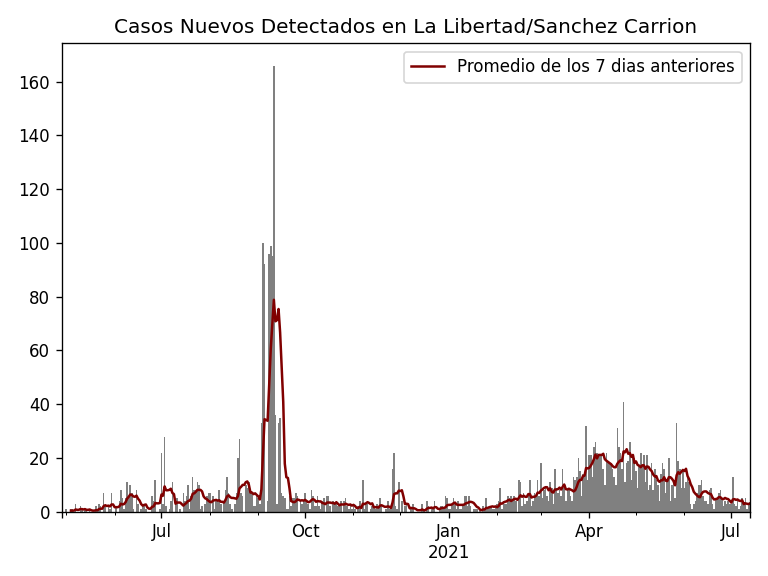 Casos Nuevos Detectados en La Libertad/Sanchez Carrion
Promedio de los 7 dias anteriores
160
140
120
100
80
60
40
20
0
Jul
Oct
Jan
2021
Apr
Jul